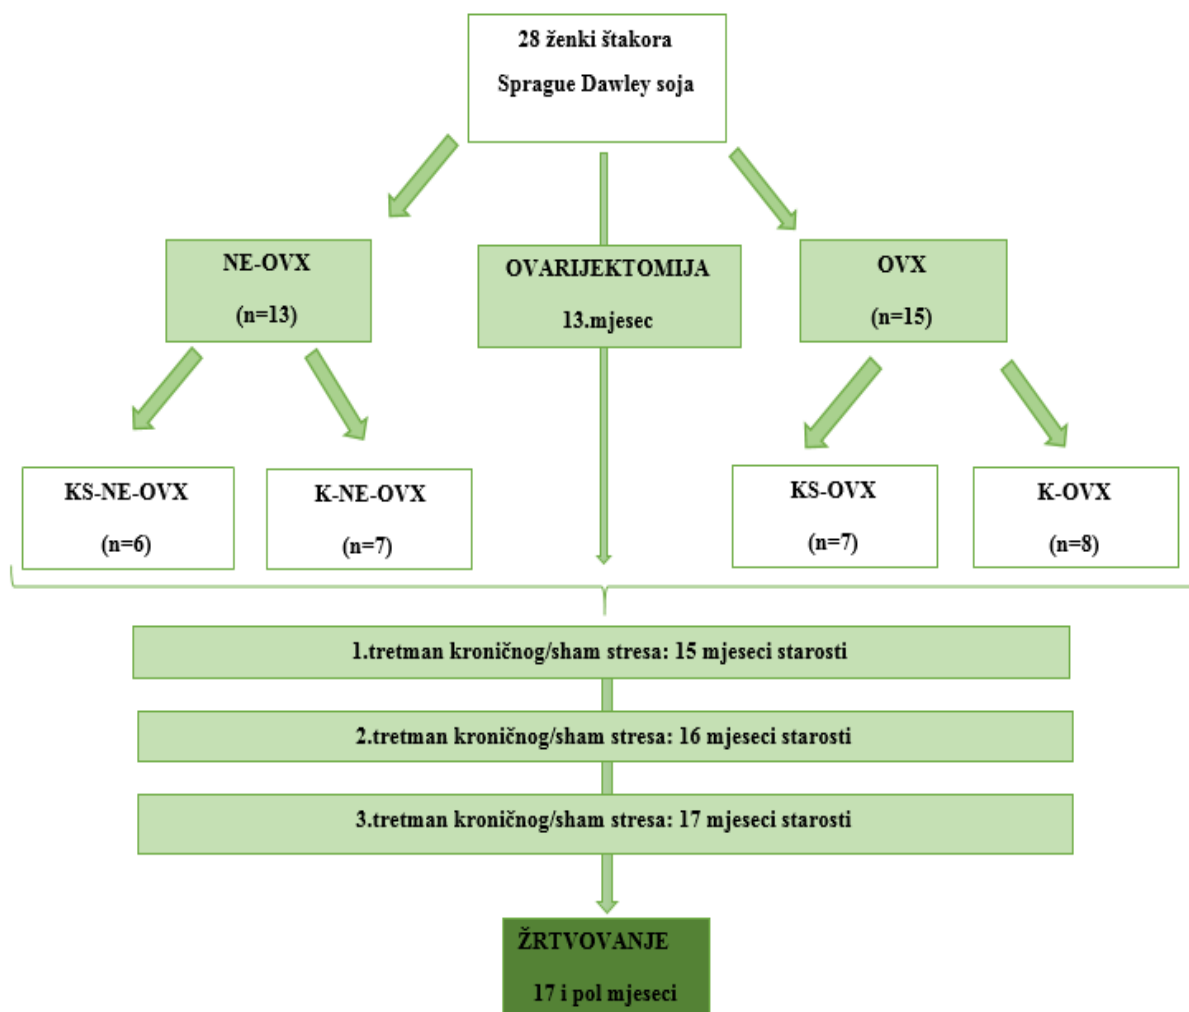 28 ženki štakora
Sprague Dawley soja
NE-OVX
(n=13)
OVARIJEKTOMIJA
13.mjesec
OVX
(n=15)
KS-NE-OVX
(n=6)
K-NE-OVX
(n=7)
KS-OVX
(n=7)
K-OVX
(n=8)
1.tretman kroničnog/sham stresa: 15 mjeseci starosti
2.tretman kroničnog/sham stresa: 16 mjeseci starosti
3.tretman kroničnog/sham stresa: 17 mjeseci starosti
ŽRTVOVANJE
17 i pol mjeseci